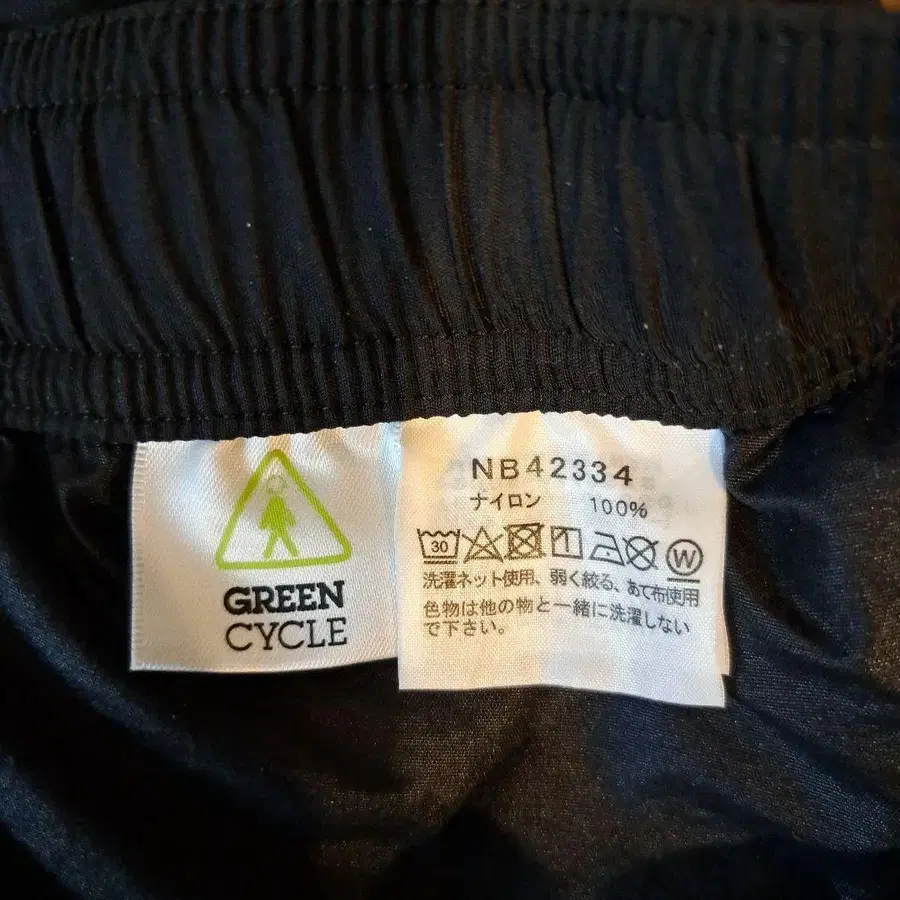 GREEN
CYCLE
NB42334
ナイロン 100%
30 W
洗濯ネット使用、弱く絞る、あて布使用
色物は他の物と一緒に洗濯しない
で下さい。